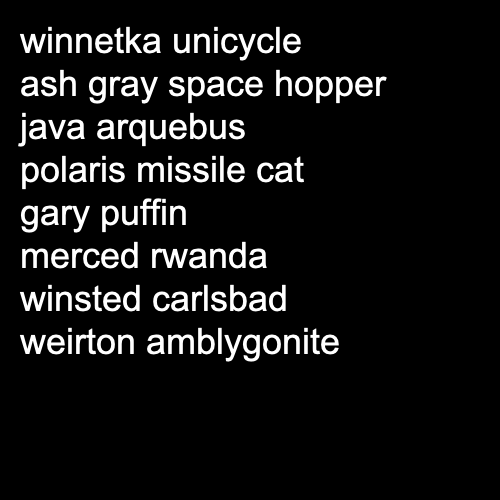 winnetka unicycle
ash gray space hopper
java arquebus
polaris missile cat
gary puffin
merced rwanda
winsted carlsbad
weirton amblygonite